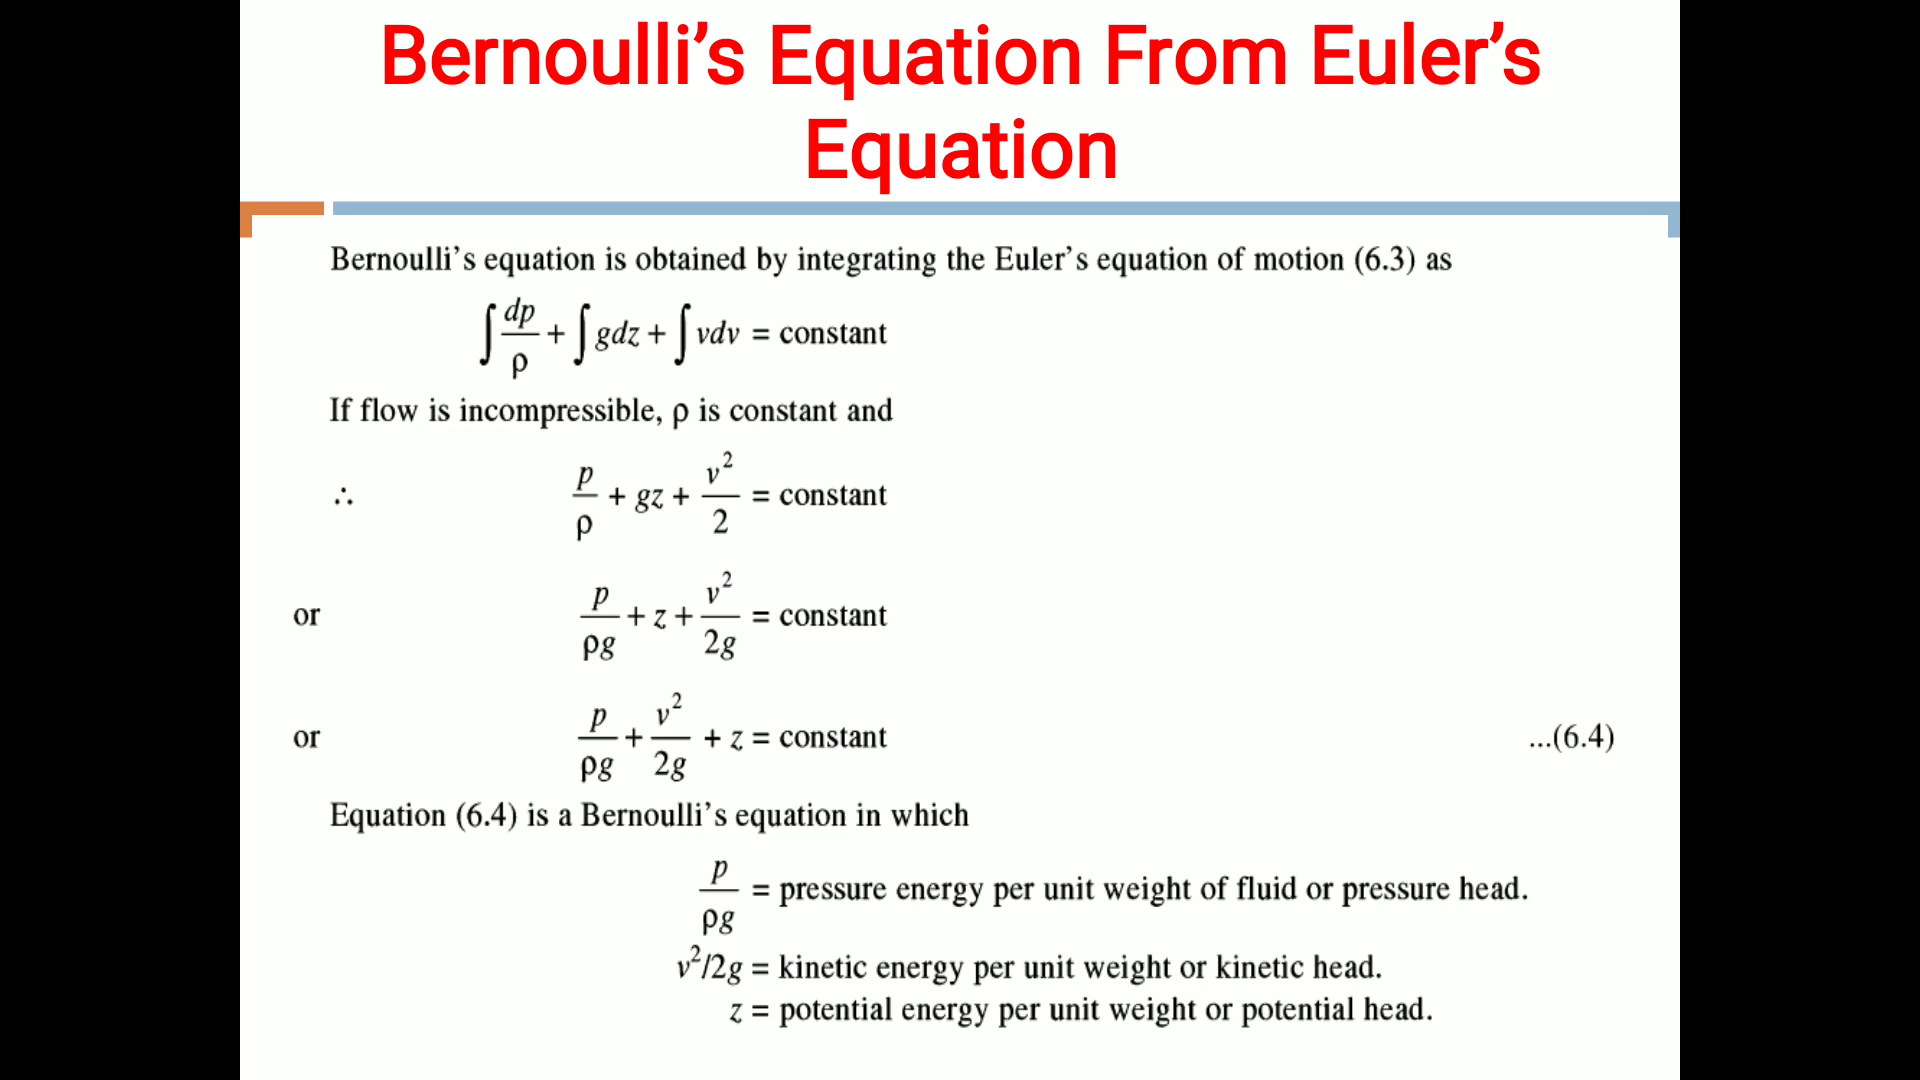 Bernoulli’s Equation From Euler’s
Equation
Bernoulli’s equation is obtained by integrating the Euler’s equation of motion (6.3) as
∫ dp/ρ + ∫ gdz + ∫ vdv = constant
If flow is incompressible, ρ is constant and
∴ p/ρ + gz + v²/2 = constant
or p/ρg + z + v²/2g = constant
or p/ρg + v²/2g + z = constant ...(6.4)
Equation (6.4) is a Bernoulli’s equation in which
p/ρg = pressure energy per unit weight of fluid or pressure head.
v²/2g = kinetic energy per unit weight or kinetic head.
z = potential energy per unit weight or potential head.